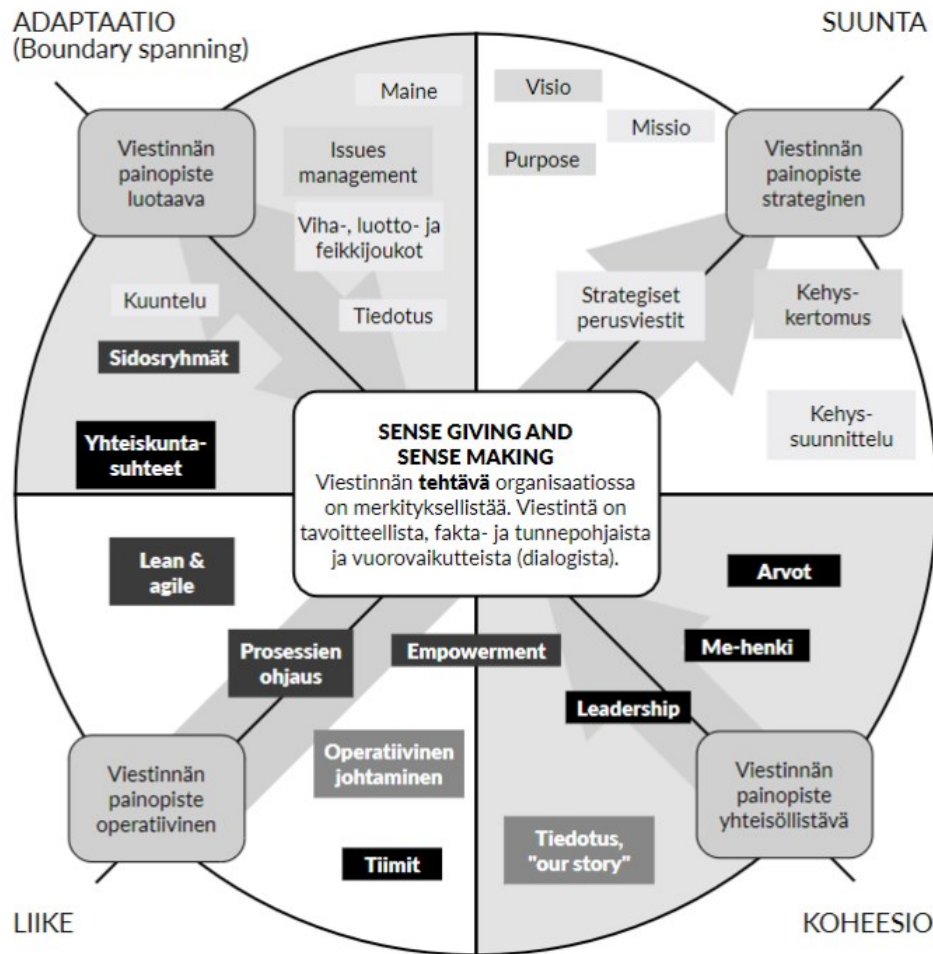 ADAPTAATIO
(Boundary spanning)
SUUNTA
Viestinnän
painopiste
luotaava
Maine
Issues
management
Viha-, luotto- ja
feikkijoukot
Kuuntelu
Tiedotus
Sidosryhmät
Yhteiskunta-
suhteet
Visio
Missio
Purpose
Viestinnän
painopiste
strateginen
Strategiset
perusviestit
Kehys-
kertomus
Kehys-
suunnittelu
SENSE GIVING AND
SENSE MAKING
Viestinnän tehtävä organisaatiossa
on merkityksellistää. Viestintä on
tavoitteellista, fakta- ja tunnepohjaista
ja vuorovaikutteista (dialogista).
Lean &
agile
Prosessien
ohjaus
Empowerment
Viestinnän
painopiste
operatiivinen
Operatiivinen
johtaminen
Tiimit
Arvot
Me-henki
Leadership
Viestinnän
painopiste
yhteisöllistävä
Tiedotus,
"our story"
LIIKE
KOHEESIO